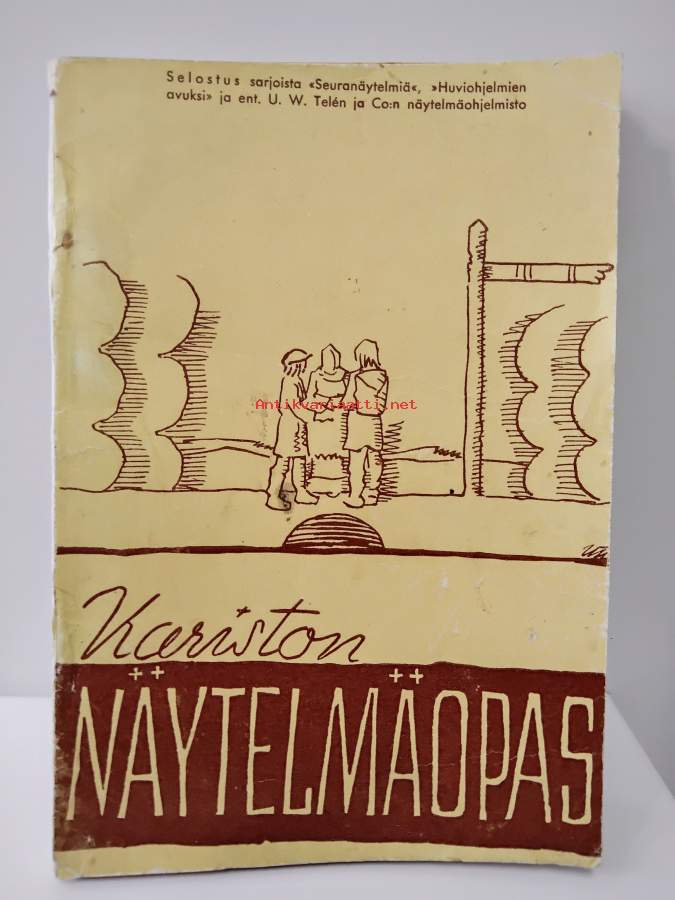 Selostus sarjoista «Seuranäytelmiä«, »Huviohjelmien
avuksi» ja ent. U. W. Telén ja Co:n näytelmäohjelmisto
Antikvariaatti.net
Kariston
NÄYTELMÄOPAS